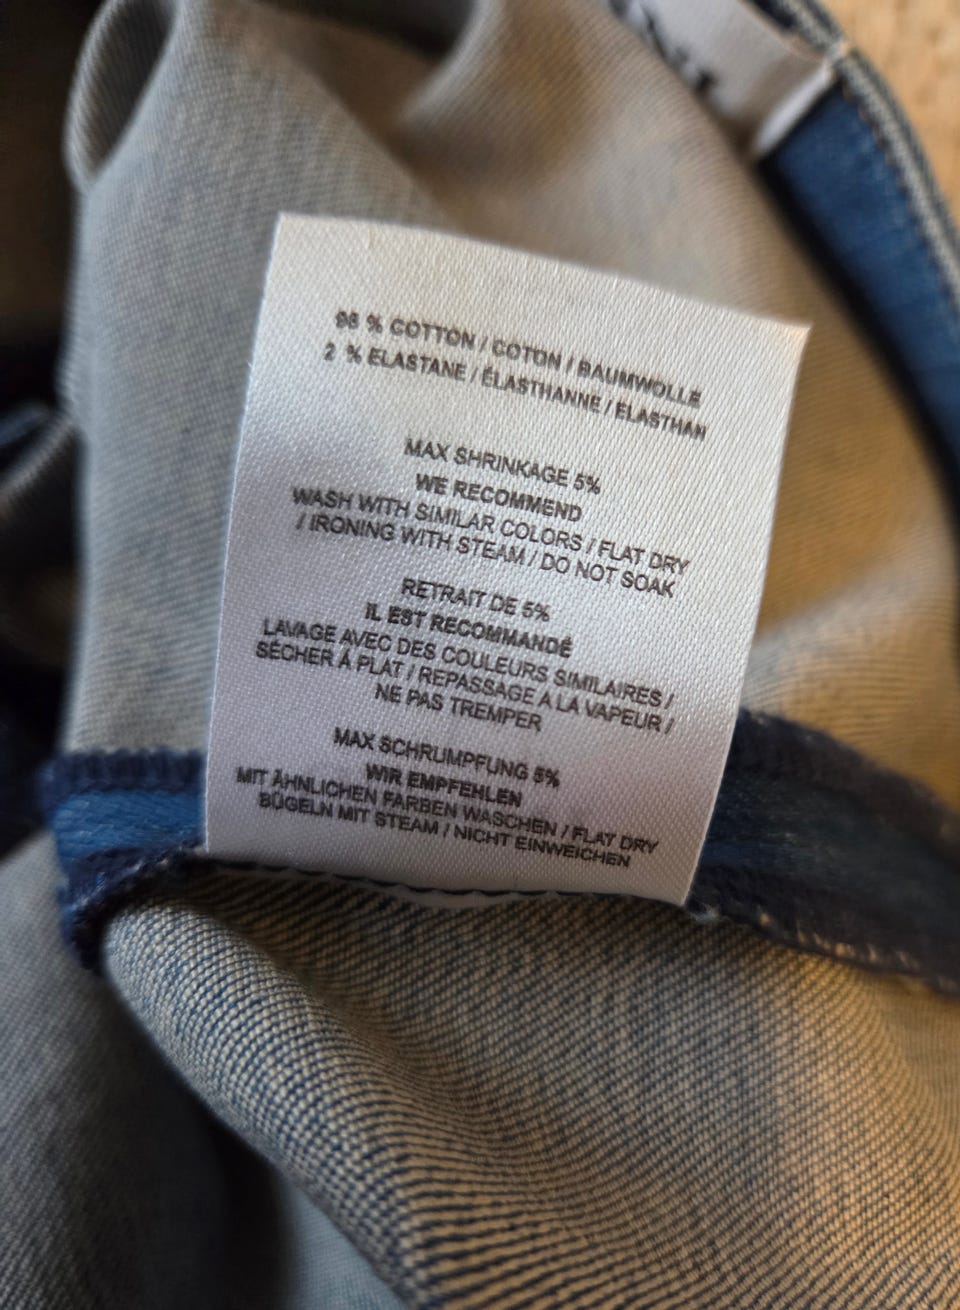 98 % COTTON / COTON / BAUMWOLLE
2 % ELASTANE / ÉLASTHANNE / ELASTHAN
MAX SHRINKAGE 5%
WE RECOMMEND
WASH WITH SIMILAR COLORS / FLAT DRY
/ IRONING WITH STEAM / DO NOT SOAK
RETRAIT DE 5%
IL EST RECOMMANDÉ
LAVAGE AVEC DES COULEURS SIMILAIRES /
SÉCHER À PLAT / REPASSAGE A LA VAPEUR /
NE PAS TREMPER
MAX SCHRUMPFUNG 5%
WIR EMPFEHLEN
MIT ÄHNLICHEN FARBEN WASCHEN / FLAT DRY
BÜGELN MIT STEAM / NICHT EINWEICHEN